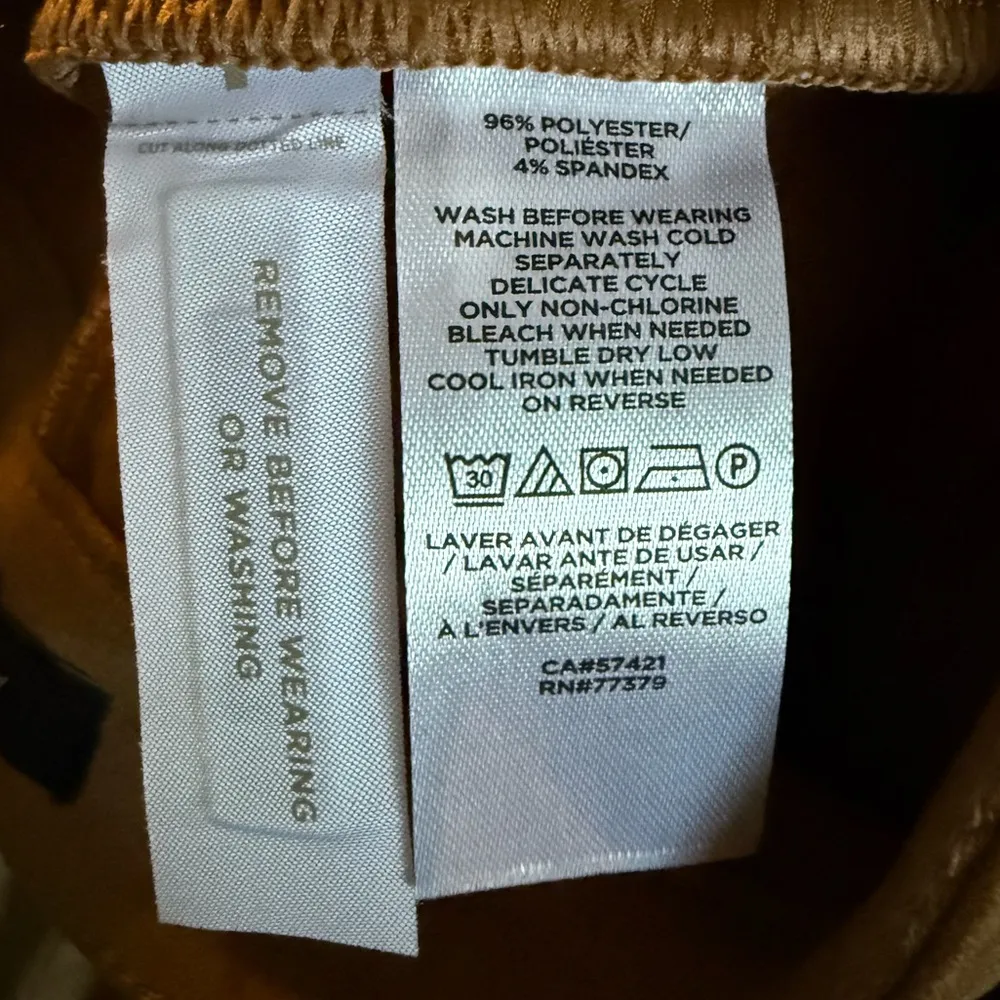 CUT ALONG DOTTED LINE
REMOVE BEFORE WEARING
OR WASHING
96% POLYESTER/
POLIÉSTER
4% SPANDEX
WASH BEFORE WEARING
MACHINE WASH COLD
SEPARATELY
DELICATE CYCLE
ONLY NON-CHLORINE
BLEACH WHEN NEEDED
TUMBLE DRY LOW
COOL IRON WHEN NEEDED
ON REVERSE
30 P
LAVER AVANT DE DÉGAGER
/ LAVAR ANTE DE USAR /
SÉPARÉMENT /
SEPARADAMENTE /
À L'ENVERS / AL REVERSO
CA#57421
RN#77379